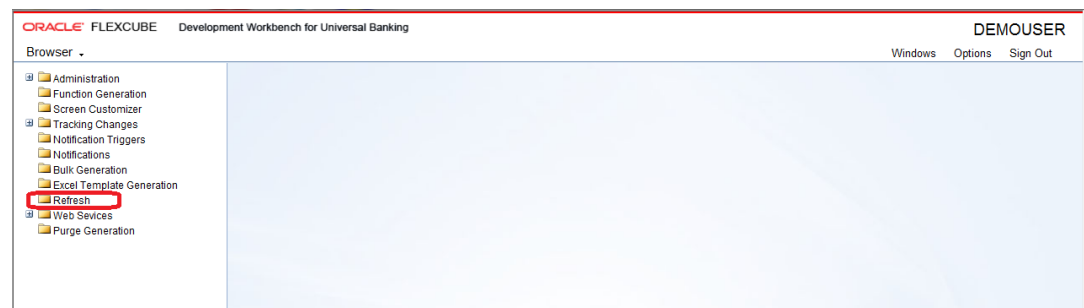 ORACLE FLEXCUBE Development Workbench for Universal Banking DEMOUSER
Browser Windows Options Sign Out
Administration
Function Generation
Screen Customizer
Tracking Changes
Notification Triggers
Notifications
Bulk Generation
Excel Template Generation
Refresh
Web Sevices
Purge Generation